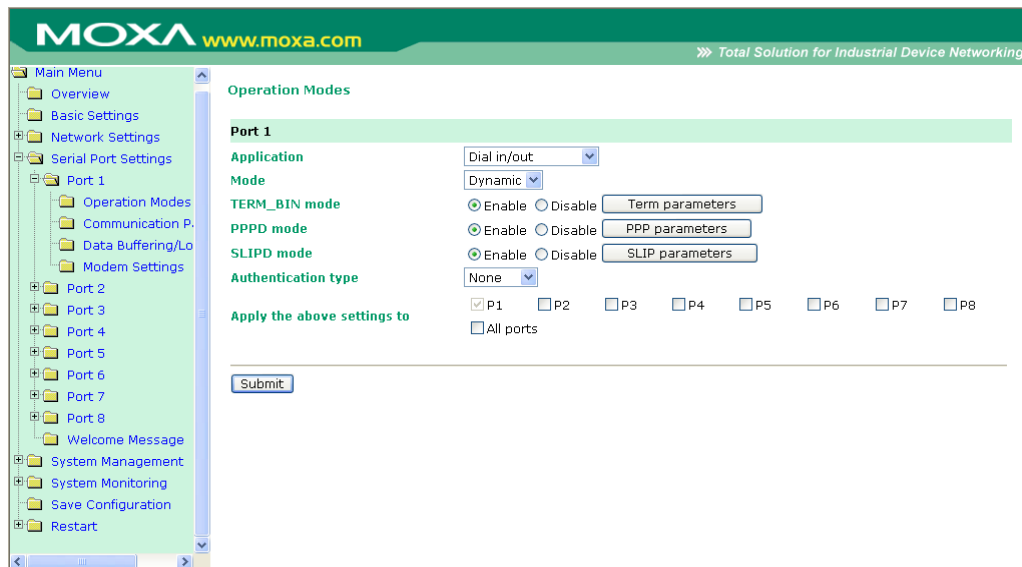 MOXA www.moxa.com
Total Solution for Industrial Device Networking
Main Menu
Overview
Basic Settings
Network Settings
Serial Port Settings
Port 1
Operation Modes
Communication P
Data Buffering/Lo
Modem Settings
Port 2
Port 3
Port 4
Port 5
Port 6
Port 7
Port 8
Welcome Message
System Management
System Monitoring
Save Configuration
Restart
Operation Modes
Port 1
Application Dial in/out
Mode Dynamic
TERM_BIN mode Enable Disable Term parameters
PPPD mode Enable Disable PPP parameters
SLIPD mode Enable Disable SLIP parameters
Authentication type None
Apply the above settings to P1 P2 P3 P4 P5 P6 P7 P8
All ports
Submit